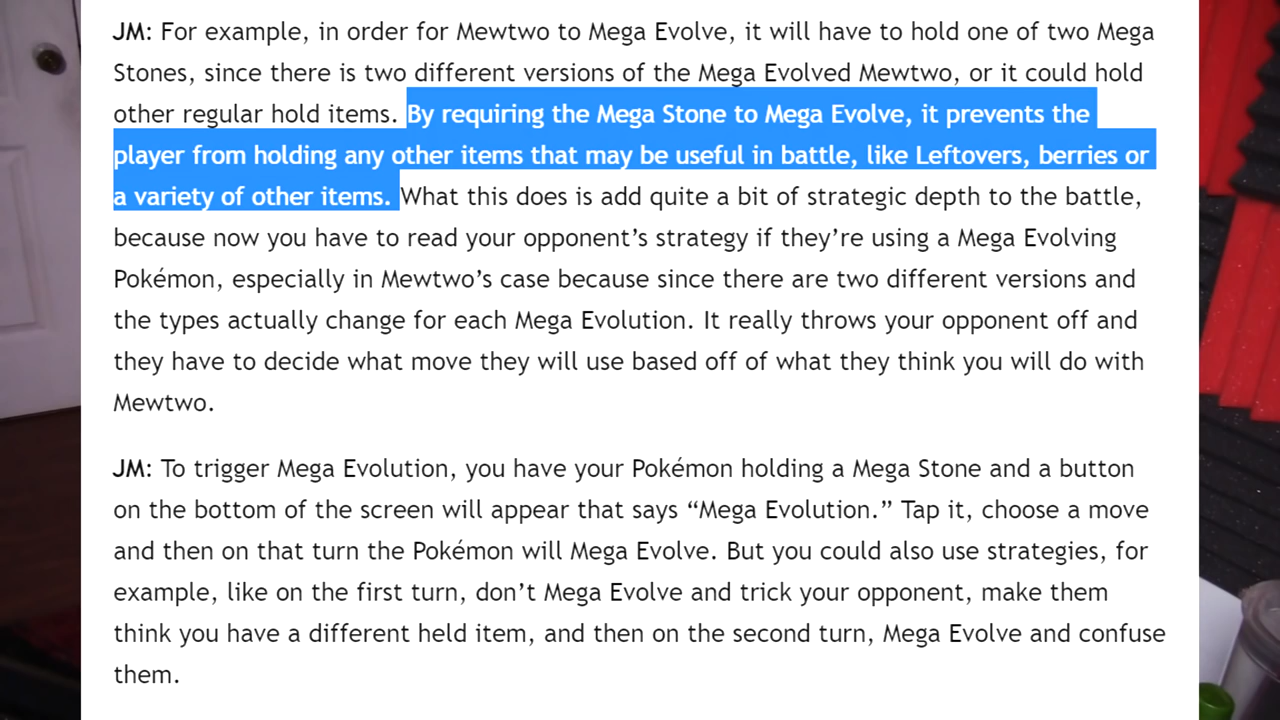 JM: For example, in order for Mewtwo to Mega Evolve, it will have to hold one of two Mega
Stones, since there is two different versions of the Mega Evolved Mewtwo, or it could hold
other regular hold items. By requiring the Mega Stone to Mega Evolve, it prevents the
player from holding any other items that may be useful in battle, like Leftovers, berries or
a variety of other items. What this does is add quite a bit of strategic depth to the battle,
because now you have to read your opponent’s strategy if they’re using a Mega Evolving
Pokémon, especially in Mewtwo’s case because since there are two different versions and
the types actually change for each Mega Evolution. It really throws your opponent off and
they have to decide what move they will use based off of what they think you will do with
Mewtwo.
JM: To trigger Mega Evolution, you have your Pokémon holding a Mega Stone and a button
on the bottom of the screen will appear that says “Mega Evolution.” Tap it, choose a move
and then on that turn the Pokémon will Mega Evolve. But you could also use strategies, for
example, like on the first turn, don’t Mega Evolve and trick your opponent, make them
think you have a different held item, and then on the second turn, Mega Evolve and confuse
them.